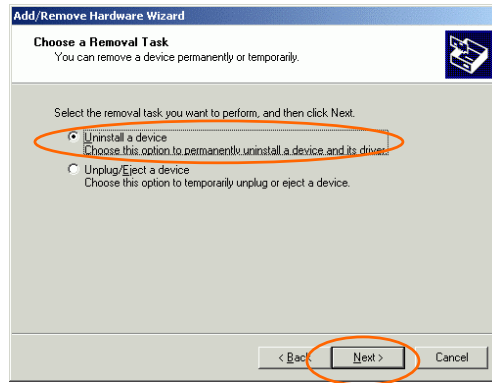 Add/Remove Hardware Wizard
Choose a Removal Task
You can remove a device permanently or temporarily.
Select the removal task you want to perform, and then click Next.
Uninstall a device
Choose this option to permanently uninstall a device and its driver.
Unplug/Eject a device
Choose this option to temporarily unplug or eject a device.
< Back Next > Cancel